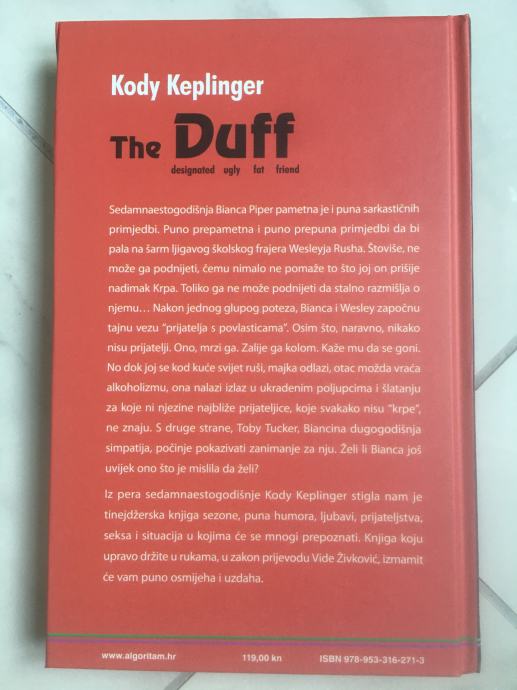 Kody Keplinger
The Duff
designated ugly fat friend
Sedamnaestogodišnja Bianca Piper pametna je i puna sarkastičnih
primjedbi. Puno prepametna i puno prepuna primjedbi da bi
pala na šarm ljigavog školskog frajera Wesleyja Rusha. Štoviše, ne
može ga podnijeti, čemu nimalo ne pomaže to što joj on prišije
nadimak Krpa. Toliko ga ne može podnijeti da stalno razmišlja o
njemu... Nakon jednog glupog poteza, Bianca i Wesley započnu
tajnu vezu "prijatelja s povlasticama". Osim što, naravno, nikako
nisu prijatelji. Ono, mrzi ga. Zalije ga kolom. Kaže mu da se goni.
No dok joj se kod kuće svijet ruši, majka odlazi, otac možda vraća
alkoholizmu, ona nalazi izlaz u ukradenim poljupcima i šlatanju
za koje ni njezine najbliže prijateljice, koje svakako nisu "krpe",
ne znaju. S druge strane, Toby Tucker, Biancina dugogodišnja
simpatija, počinje pokazivati zanimanje za nju. Želi li Bianca još
uvijek ono što je mislila da želi?
Iz pera sedamnaestogodišnje Kody Keplinger stigla nam je
tinejdžerska knjiga sezone, puna humora, ljubavi, prijateljstva,
seksa i situacija u kojima će se mnogi prepoznati. Knjiga koju
upravo držite u rukama, u zakon prijevodu Vide Živković, izmamit
će vam puno osmijeha i uzdaha.
www.algoritam.hr 119,00 kn ISBN 978-953-316-271-3